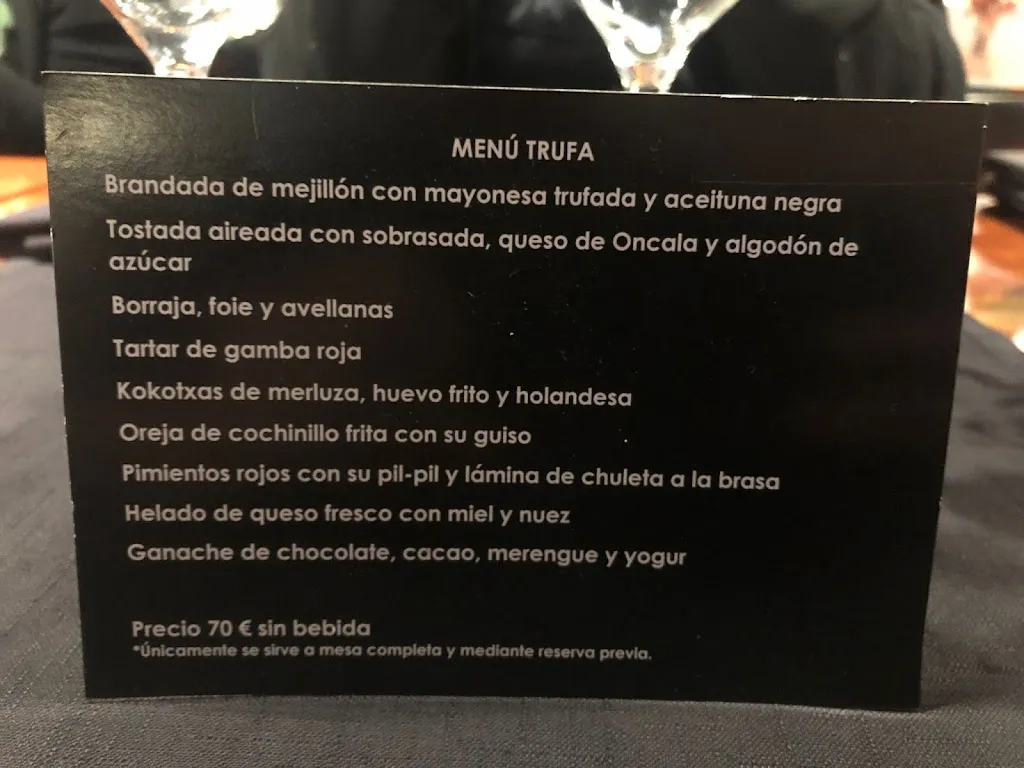 MENÚ TRUFA
Brandada de mejillón con mayonesa trufada y aceituna negra
Tostada aireada con sobrasada, queso de Oncala y algodón de
azúcar
Borraja, foie y avellanas
Tartar de gamba roja
Kokotxas de merluza, huevo frito y holandesa
Oreja de cochinillo frita con su guiso
Pimientos rojos con su pil-pil y lámina de chuleta a la brasa
Helado de queso fresco con miel y nuez
Ganache de chocolate, cacao, merengue y yogur
Precio 70 € sin bebida
*Únicamente se sirve a mesa completa y mediante reserva previa.